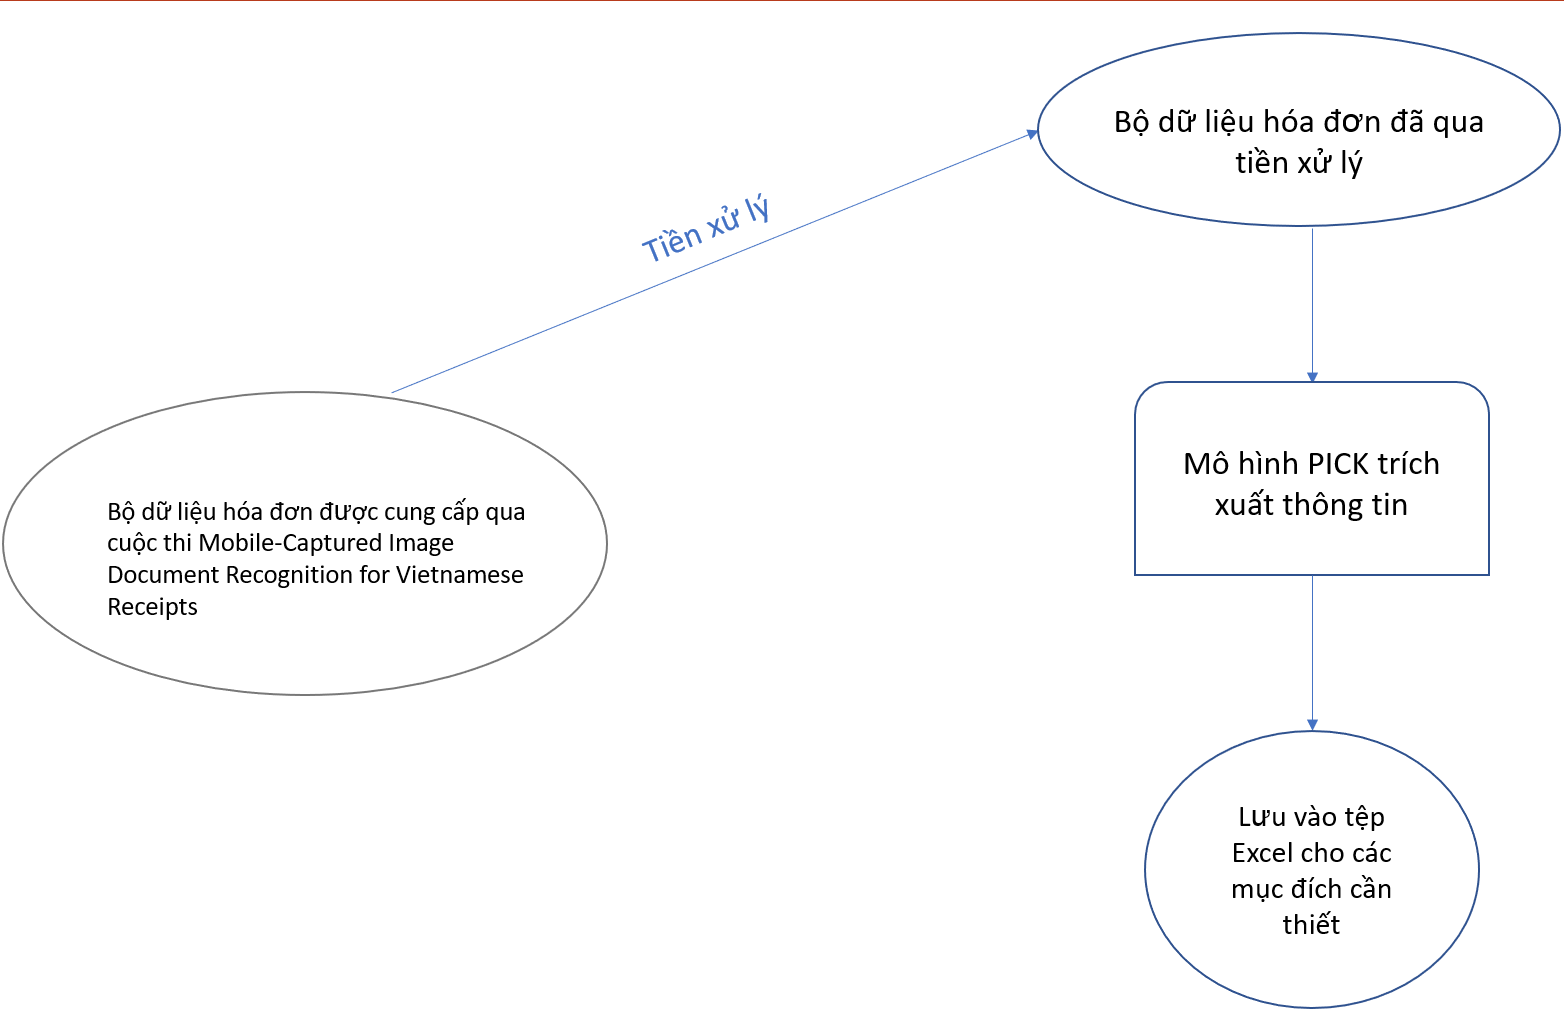 Bộ dữ liệu hóa đơn đã qua
tiền xử lý
Tiền xử lý
Bộ dữ liệu hóa đơn được cung cấp qua
cuộc thi Mobile-Captured Image
Document Recognition for Vietnamese
Receipts
Mô hình PICK trích
xuất thông tin
Lưu vào tệp
Excel cho các
mục đích cần
thiết